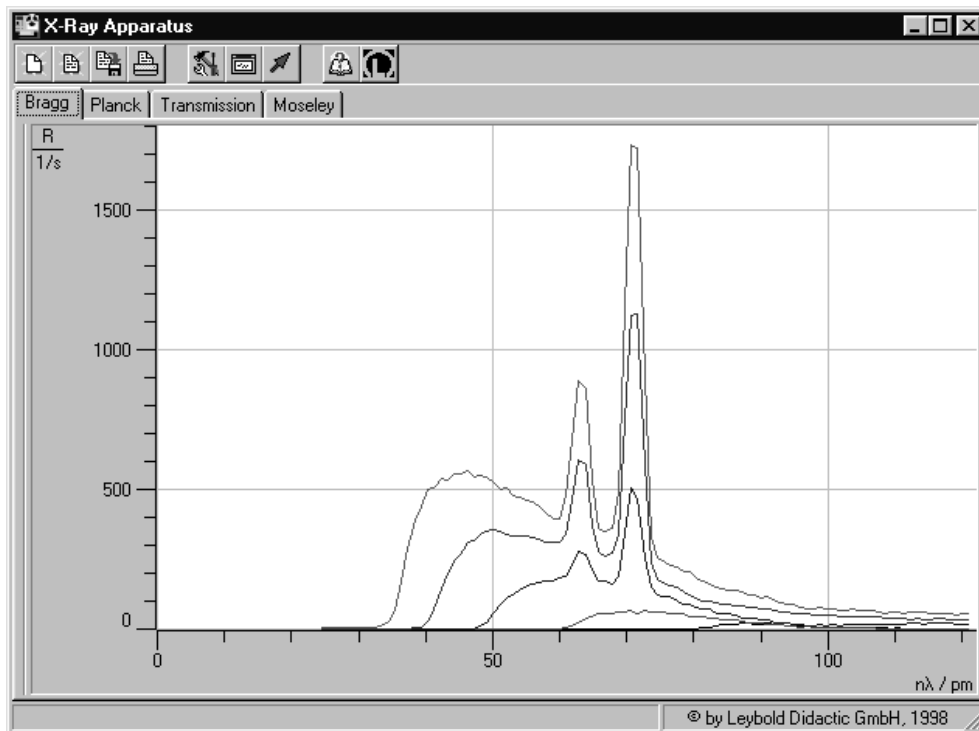 X-Ray Apparatus
Bragg Planck Transmission Moseley
R
1/s
1500
1000
500
0
0 50 100
nλ / pm
© by Leybold Didactic GmbH, 1998